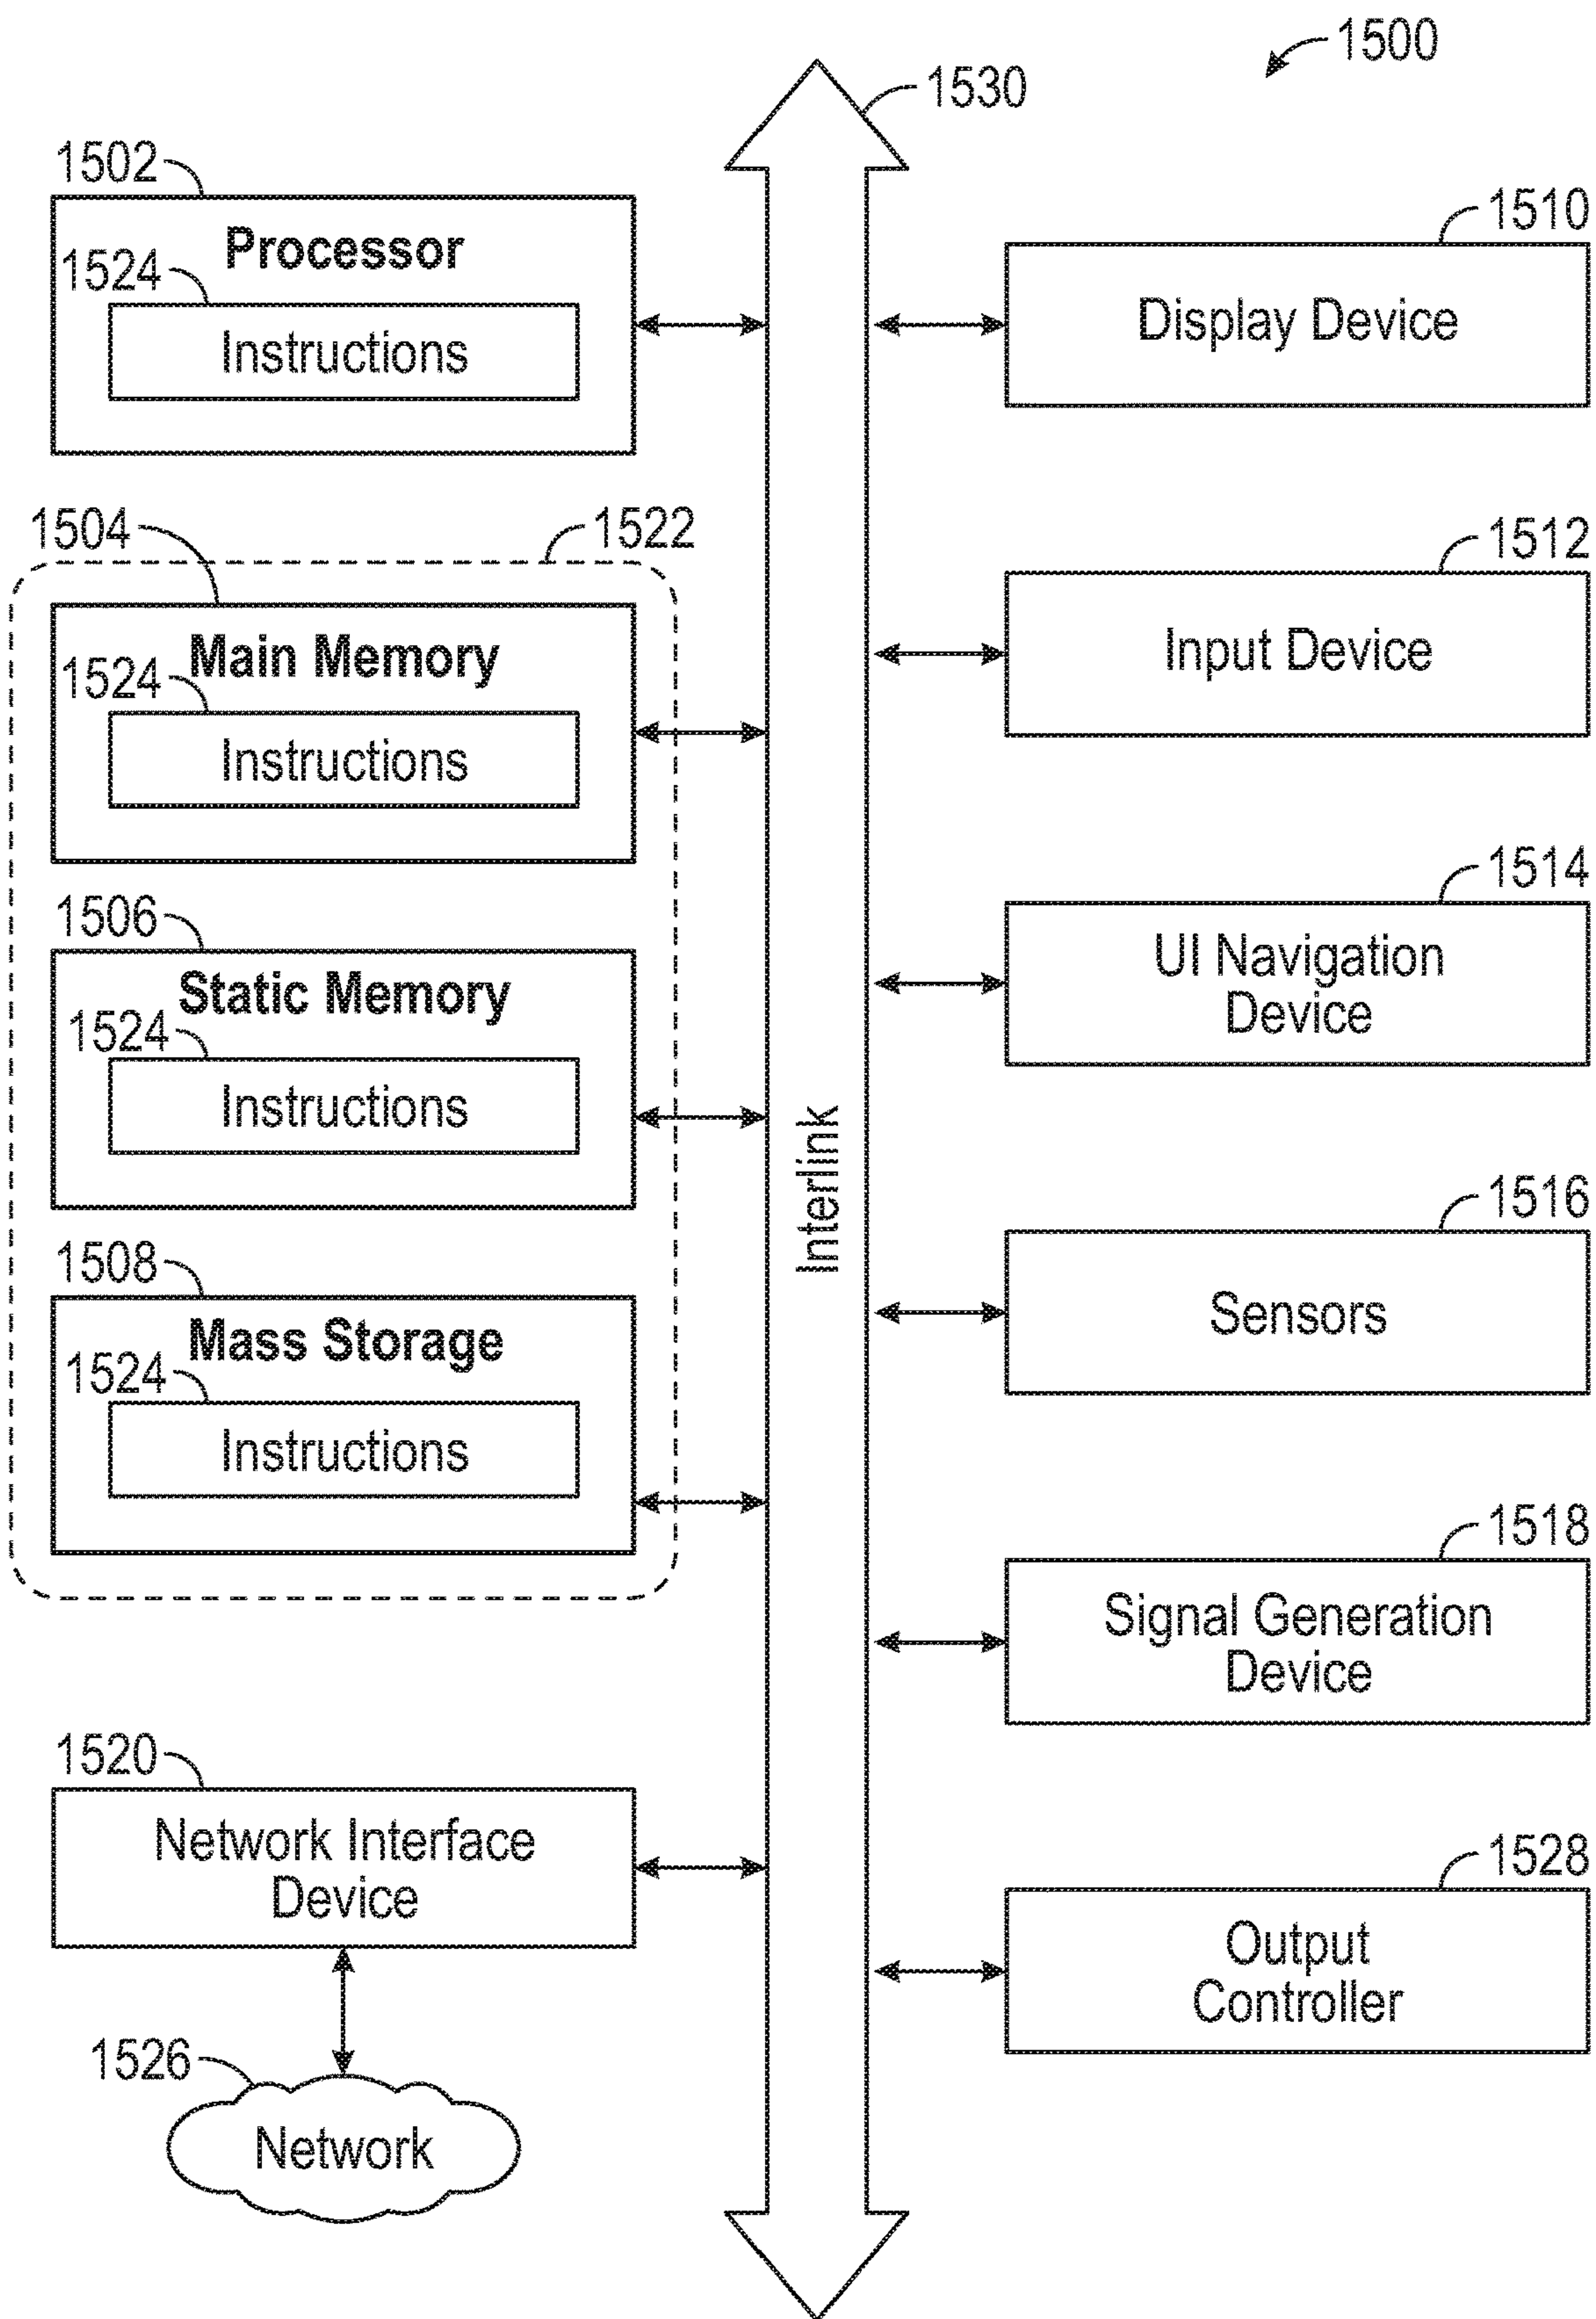 1500
1530
1502
Processor
1524
Instructions
1504
1522
Main Memory
1524
Instructions
1506
Static Memory
1524
Instructions
1508
Mass Storage
1524
Instructions
1520
Network Interface
Device
1526
Network
Interlink
1510
Display Device
1512
Input Device
1514
UI Navigation
Device
1516
Sensors
1518
Signal Generation
Device
1528
Output
Controller